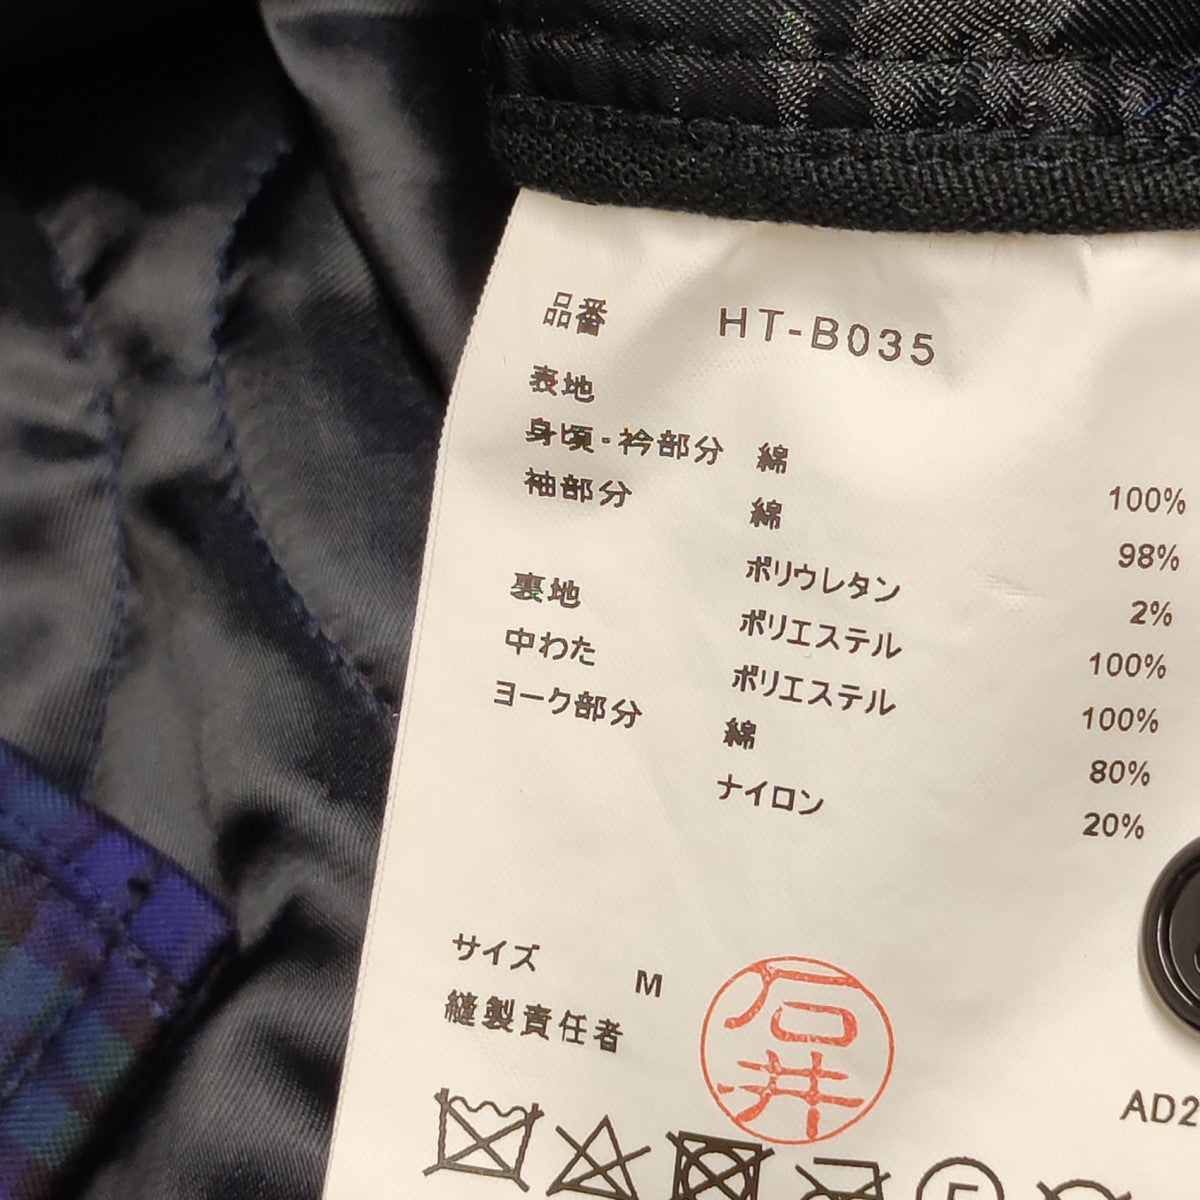 品番 HT-B035
表地
身頃・衿部分 綿 100%
袖部分 綿 98%
ポリウレタン 2%
裏地 ポリエステル 100%
中わた ポリエステル 100%
ヨーク部分 綿 80%
ナイロン 20%
サイズ M
縫製責任者 石井
AD2